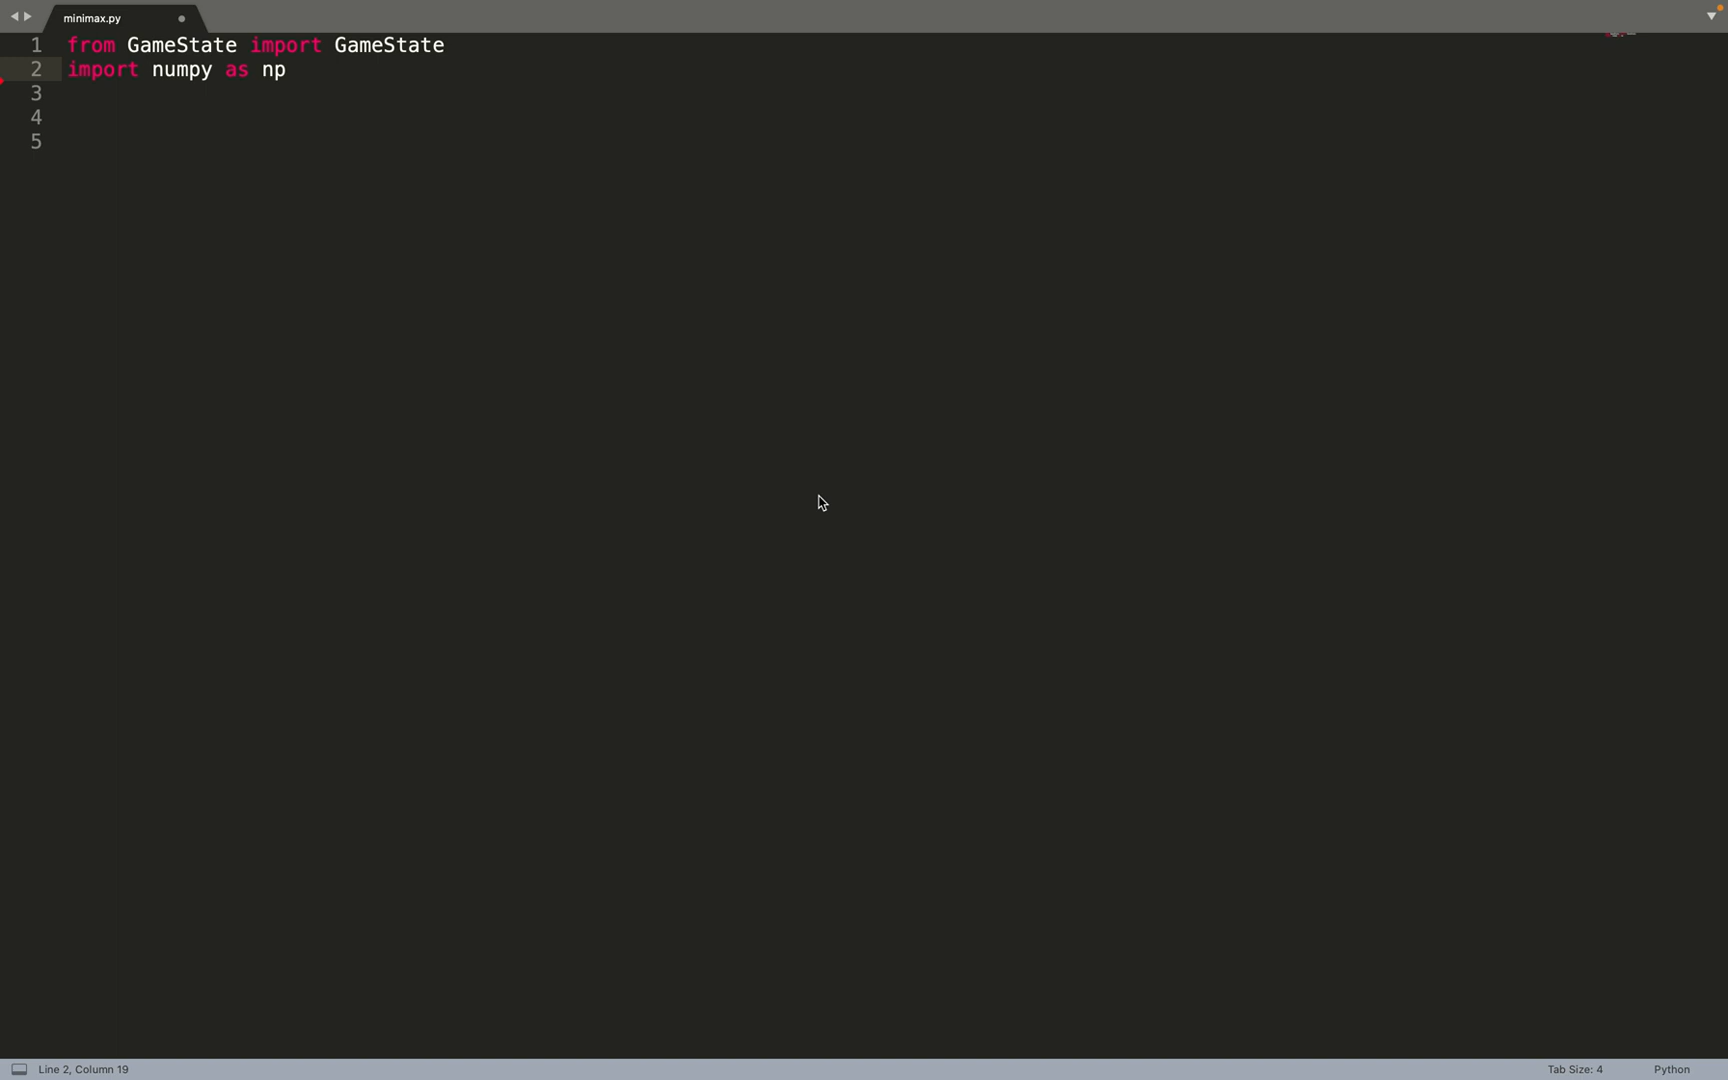 minimax.py
1 from GameState import GameState
2 import numpy as np
3
4
5
Line 2, Column 19
Tab Size: 4
Python